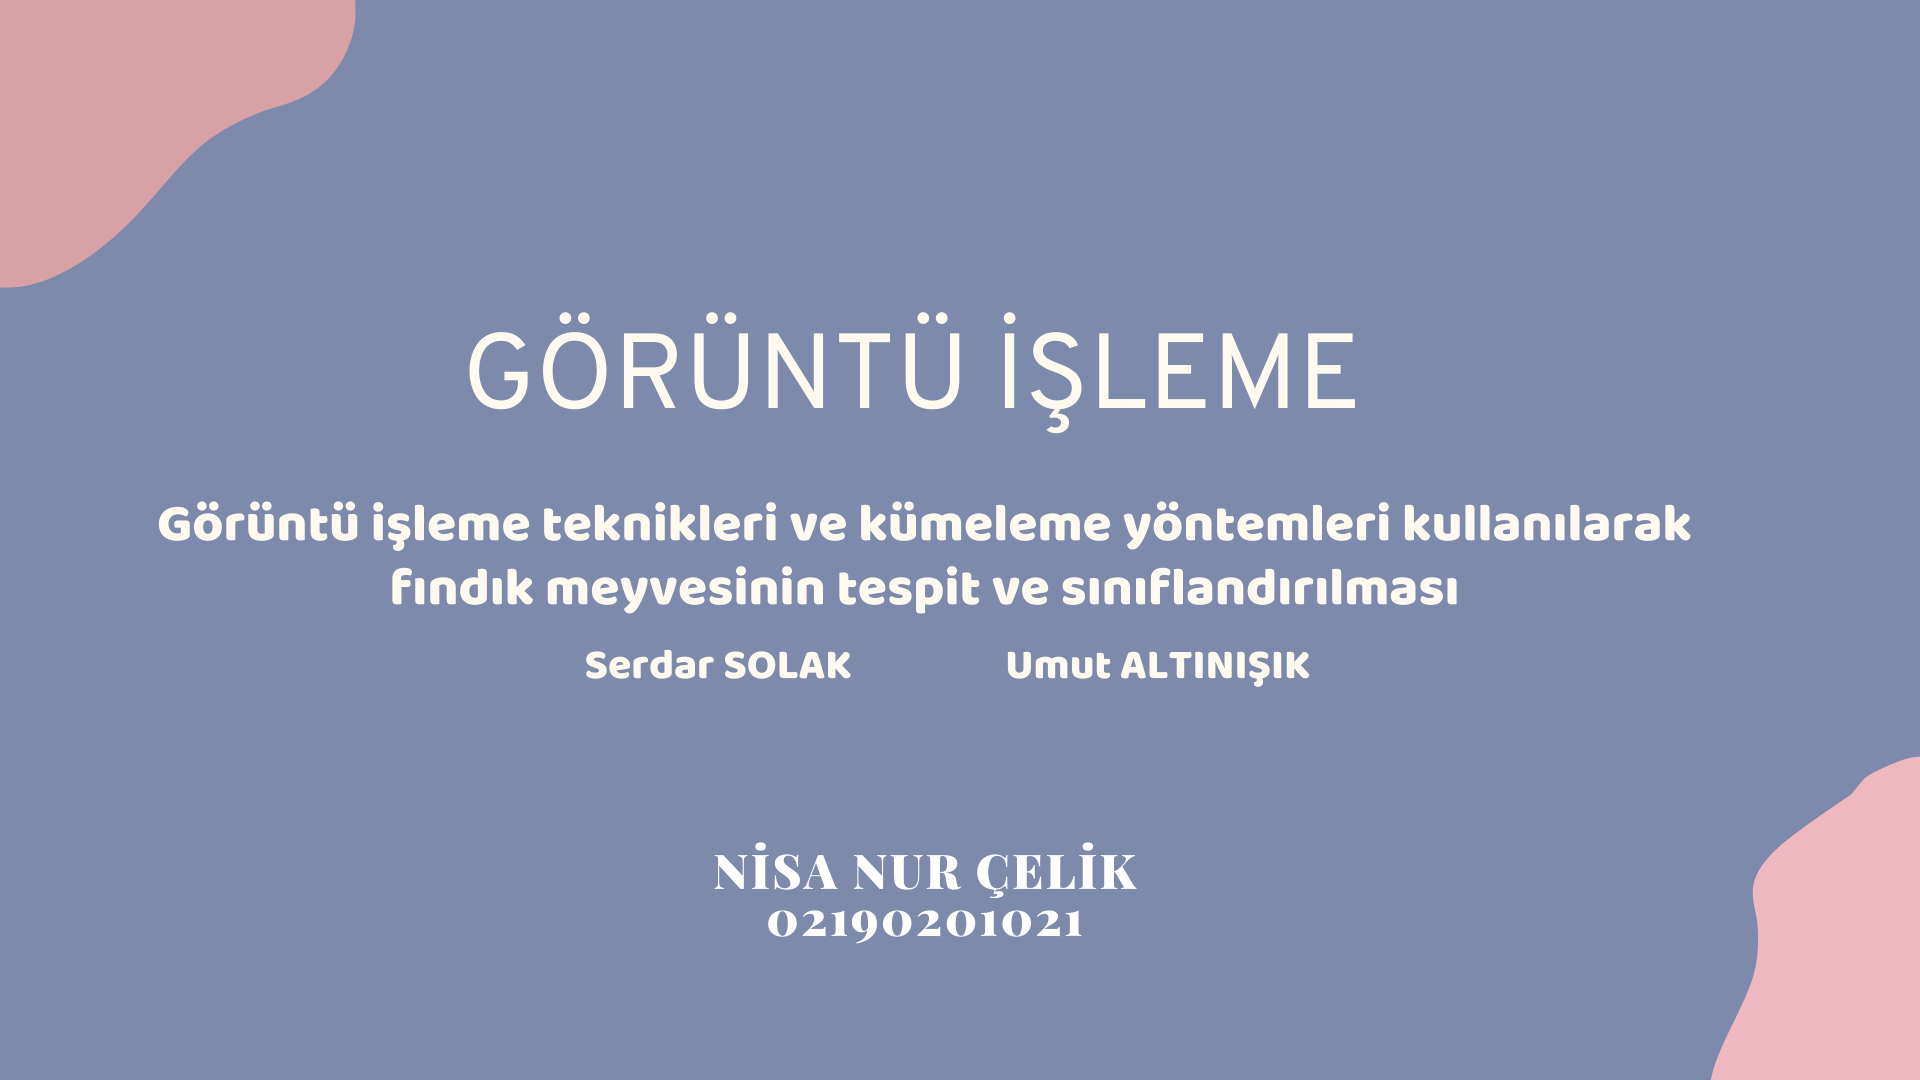 GÖRÜNTÜ İŞLEME
Görüntü işleme teknikleri ve kümeleme yöntemleri kullanılarak
fındık meyvesinin tespit ve sınıflandırılması
Serdar SOLAK Umut ALTINIŞIK
NİSA NUR ÇELİK
02190201021